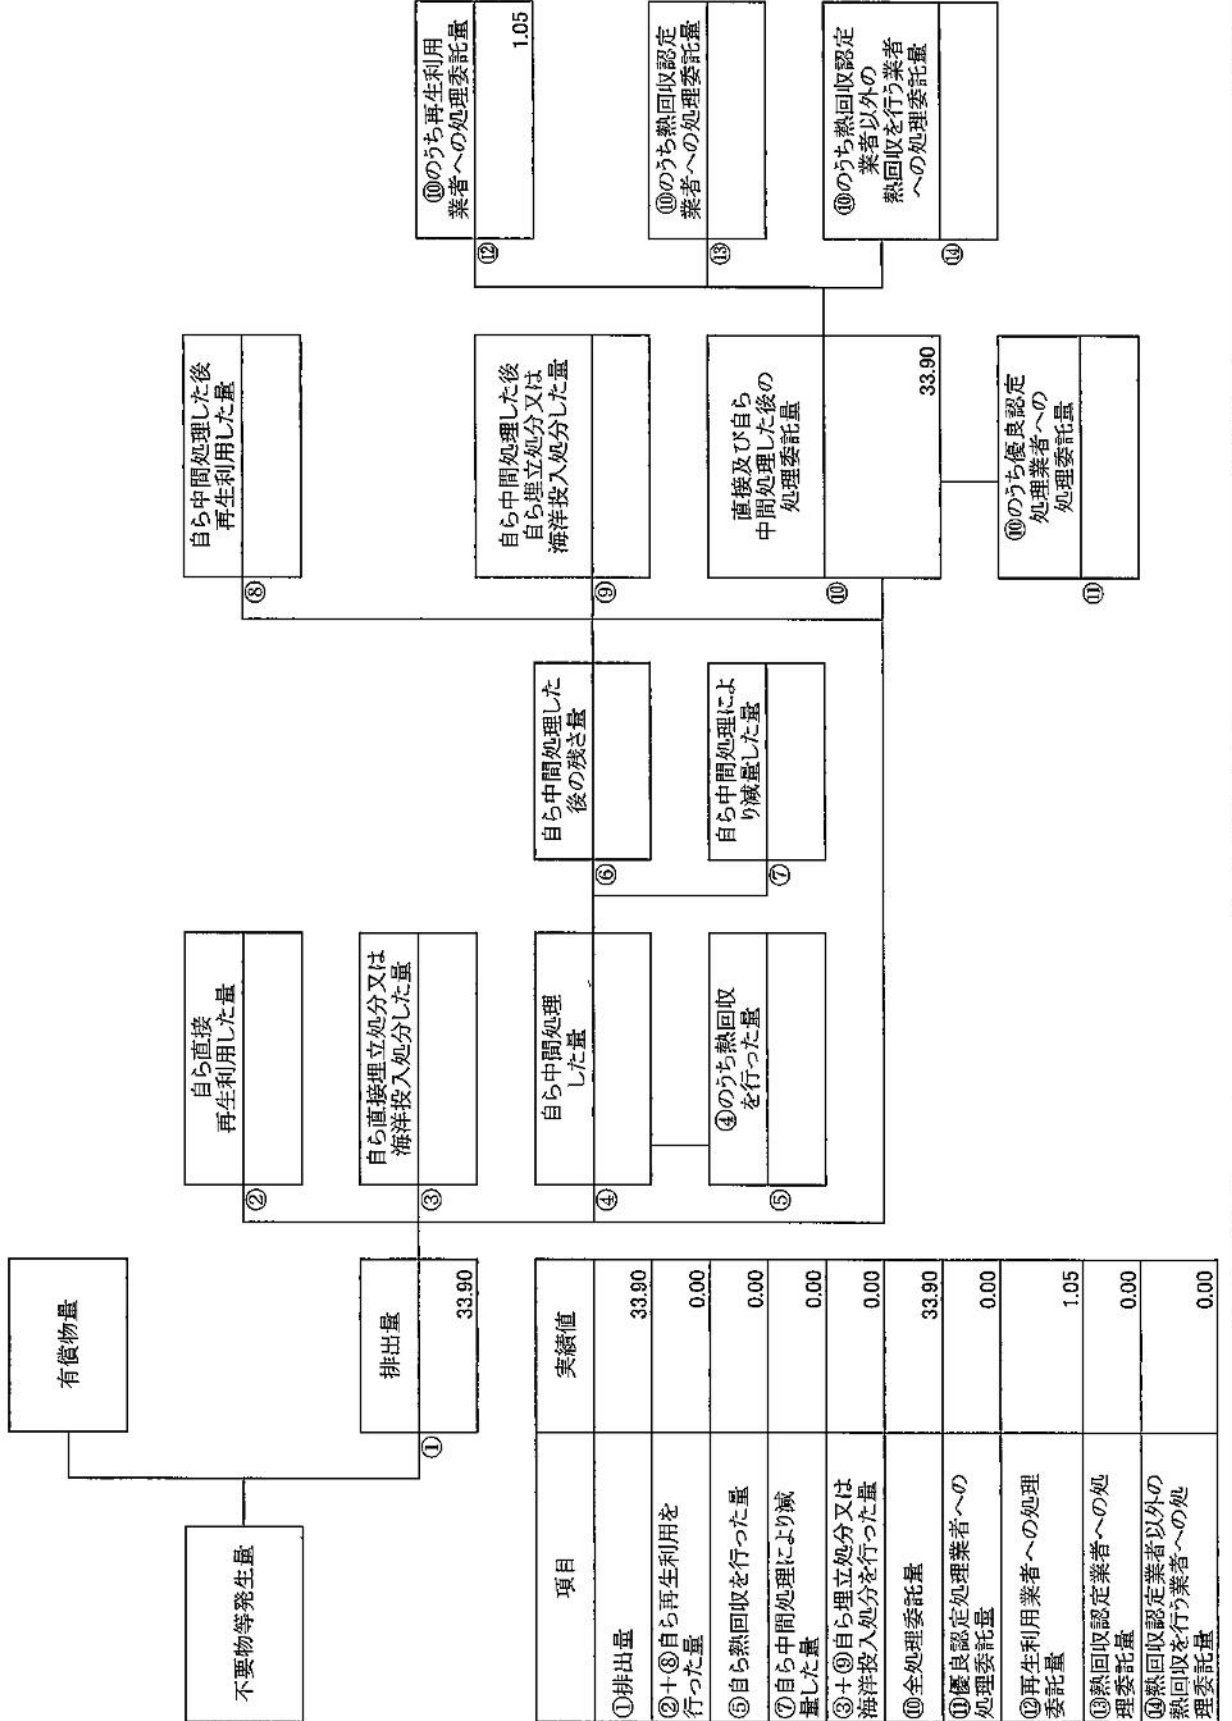 不要物等発生量
有償物量
排出量
①
33.90
自ら直接
再生利用した量
②
自ら直接埋立処分又は
海洋投入処分した量
③
自ら中間処理
した量
④
④のうち熱回収
を行った量
⑤
自ら中間処理した
後の残さ量
⑥
自ら中間処理によ
り減量した量
⑦
自ら中間処理した後
再生利用した量
⑧
自ら中間処理した後
自ら埋立処分又は
海洋投入処分した量
⑨
直接及び自ら
中間処理した後の
処理委託量
⑩
33.90
⑩のうち優良認定
処理業者への
処理委託量
⑪
⑩のうち再生利用
業者への処理委託量
⑫
1.05
⑩のうち熱回収認定
業者への処理委託量
⑬
⑩のうち熱回収認定
業者以外の
熱回収を行う業者
への処理委託量
⑭
項目 実績値
①排出量 33.90
②+⑧自ら再生利用を
行った量 0.00
⑤自ら熱回収を行った量 0.00
⑦自ら中間処理により減
量した量 0.00
③+⑨自ら埋立処分又は
海洋投入処分を行った量 0.00
⑩全処理委託量 33.90
⑪優良認定処理業者への
処理委託量 0.00
⑫再生利用業者への処理
委託量 1.05
⑬熱回収認定業者への処
理委託量 0.00
⑭熱回収認定業者以外の
熱回収を行う業者への処
理委託量 0.00